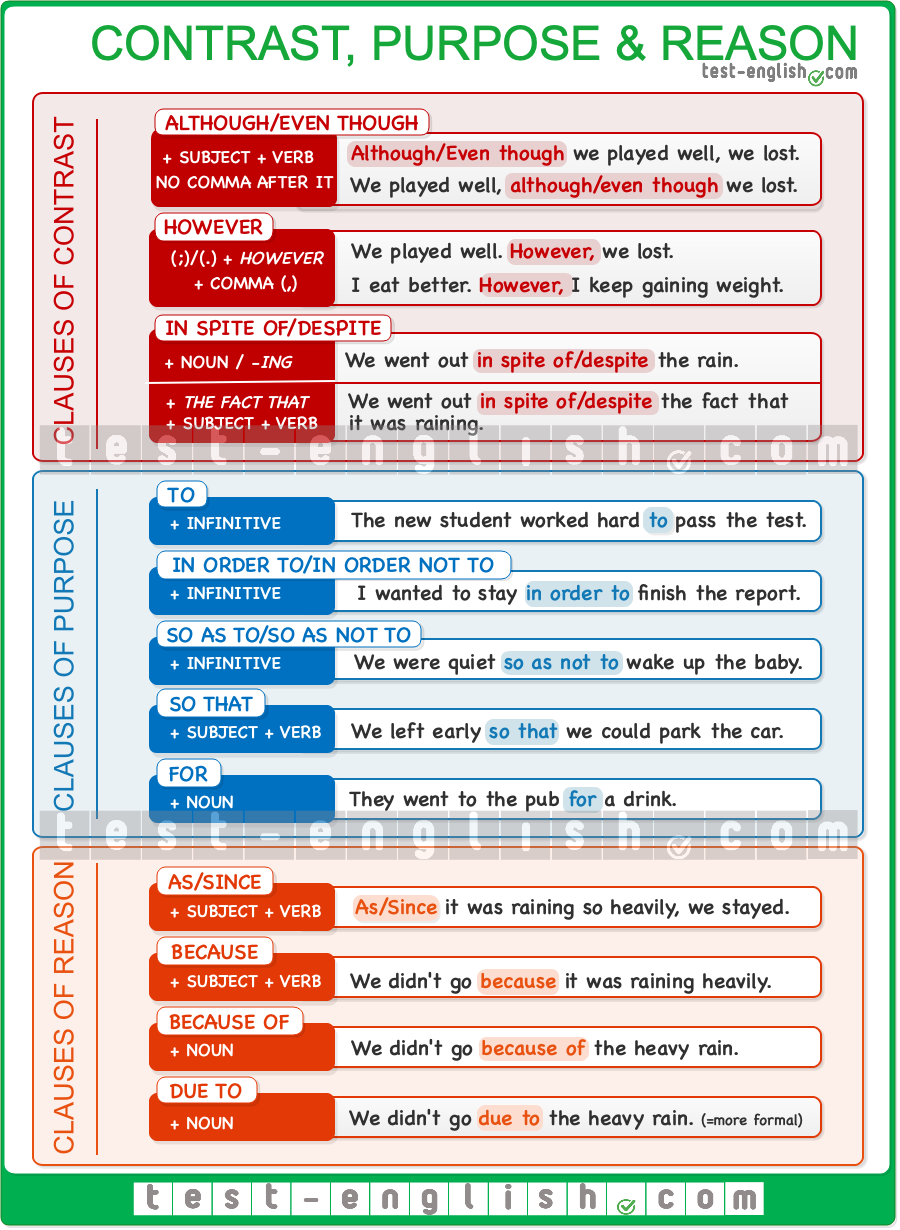 CONTRAST, PURPOSE & REASON
test-english.com
CLAUSES OF CONTRAST
ALTHOUGH/EVEN THOUGH
+ SUBJECT + VERB
NO COMMA AFTER IT
Although/Even though we played well, we lost.
We played well, although/even though we lost.
HOWEVER
(;)/(.) + HOWEVER
+ COMMA (,)
We played well. However, we lost.
I eat better. However, I keep gaining weight.
IN SPITE OF/DESPITE
+ NOUN / -ING
We went out in spite of/despite the rain.
+ THE FACT THAT
+ SUBJECT + VERB
We went out in spite of/despite the fact that
it was raining.
test-english.com
CLAUSES OF PURPOSE
TO
+ INFINITIVE
The new student worked hard to pass the test.
IN ORDER TO/IN ORDER NOT TO
+ INFINITIVE
I wanted to stay in order to finish the report.
SO AS TO/SO AS NOT TO
+ INFINITIVE
We were quiet so as not to wake up the baby.
SO THAT
+ SUBJECT + VERB
We left early so that we could park the car.
FOR
+ NOUN
They went to the pub for a drink.
test-english.com
CLAUSES OF REASON
AS/SINCE
+ SUBJECT + VERB
As/Since it was raining so heavily, we stayed.
BECAUSE
+ SUBJECT + VERB
We didn't go because it was raining heavily.
BECAUSE OF
+ NOUN
We didn't go because of the heavy rain.
DUE TO
+ NOUN
We didn't go due to the heavy rain. (=more formal)
test-english.com